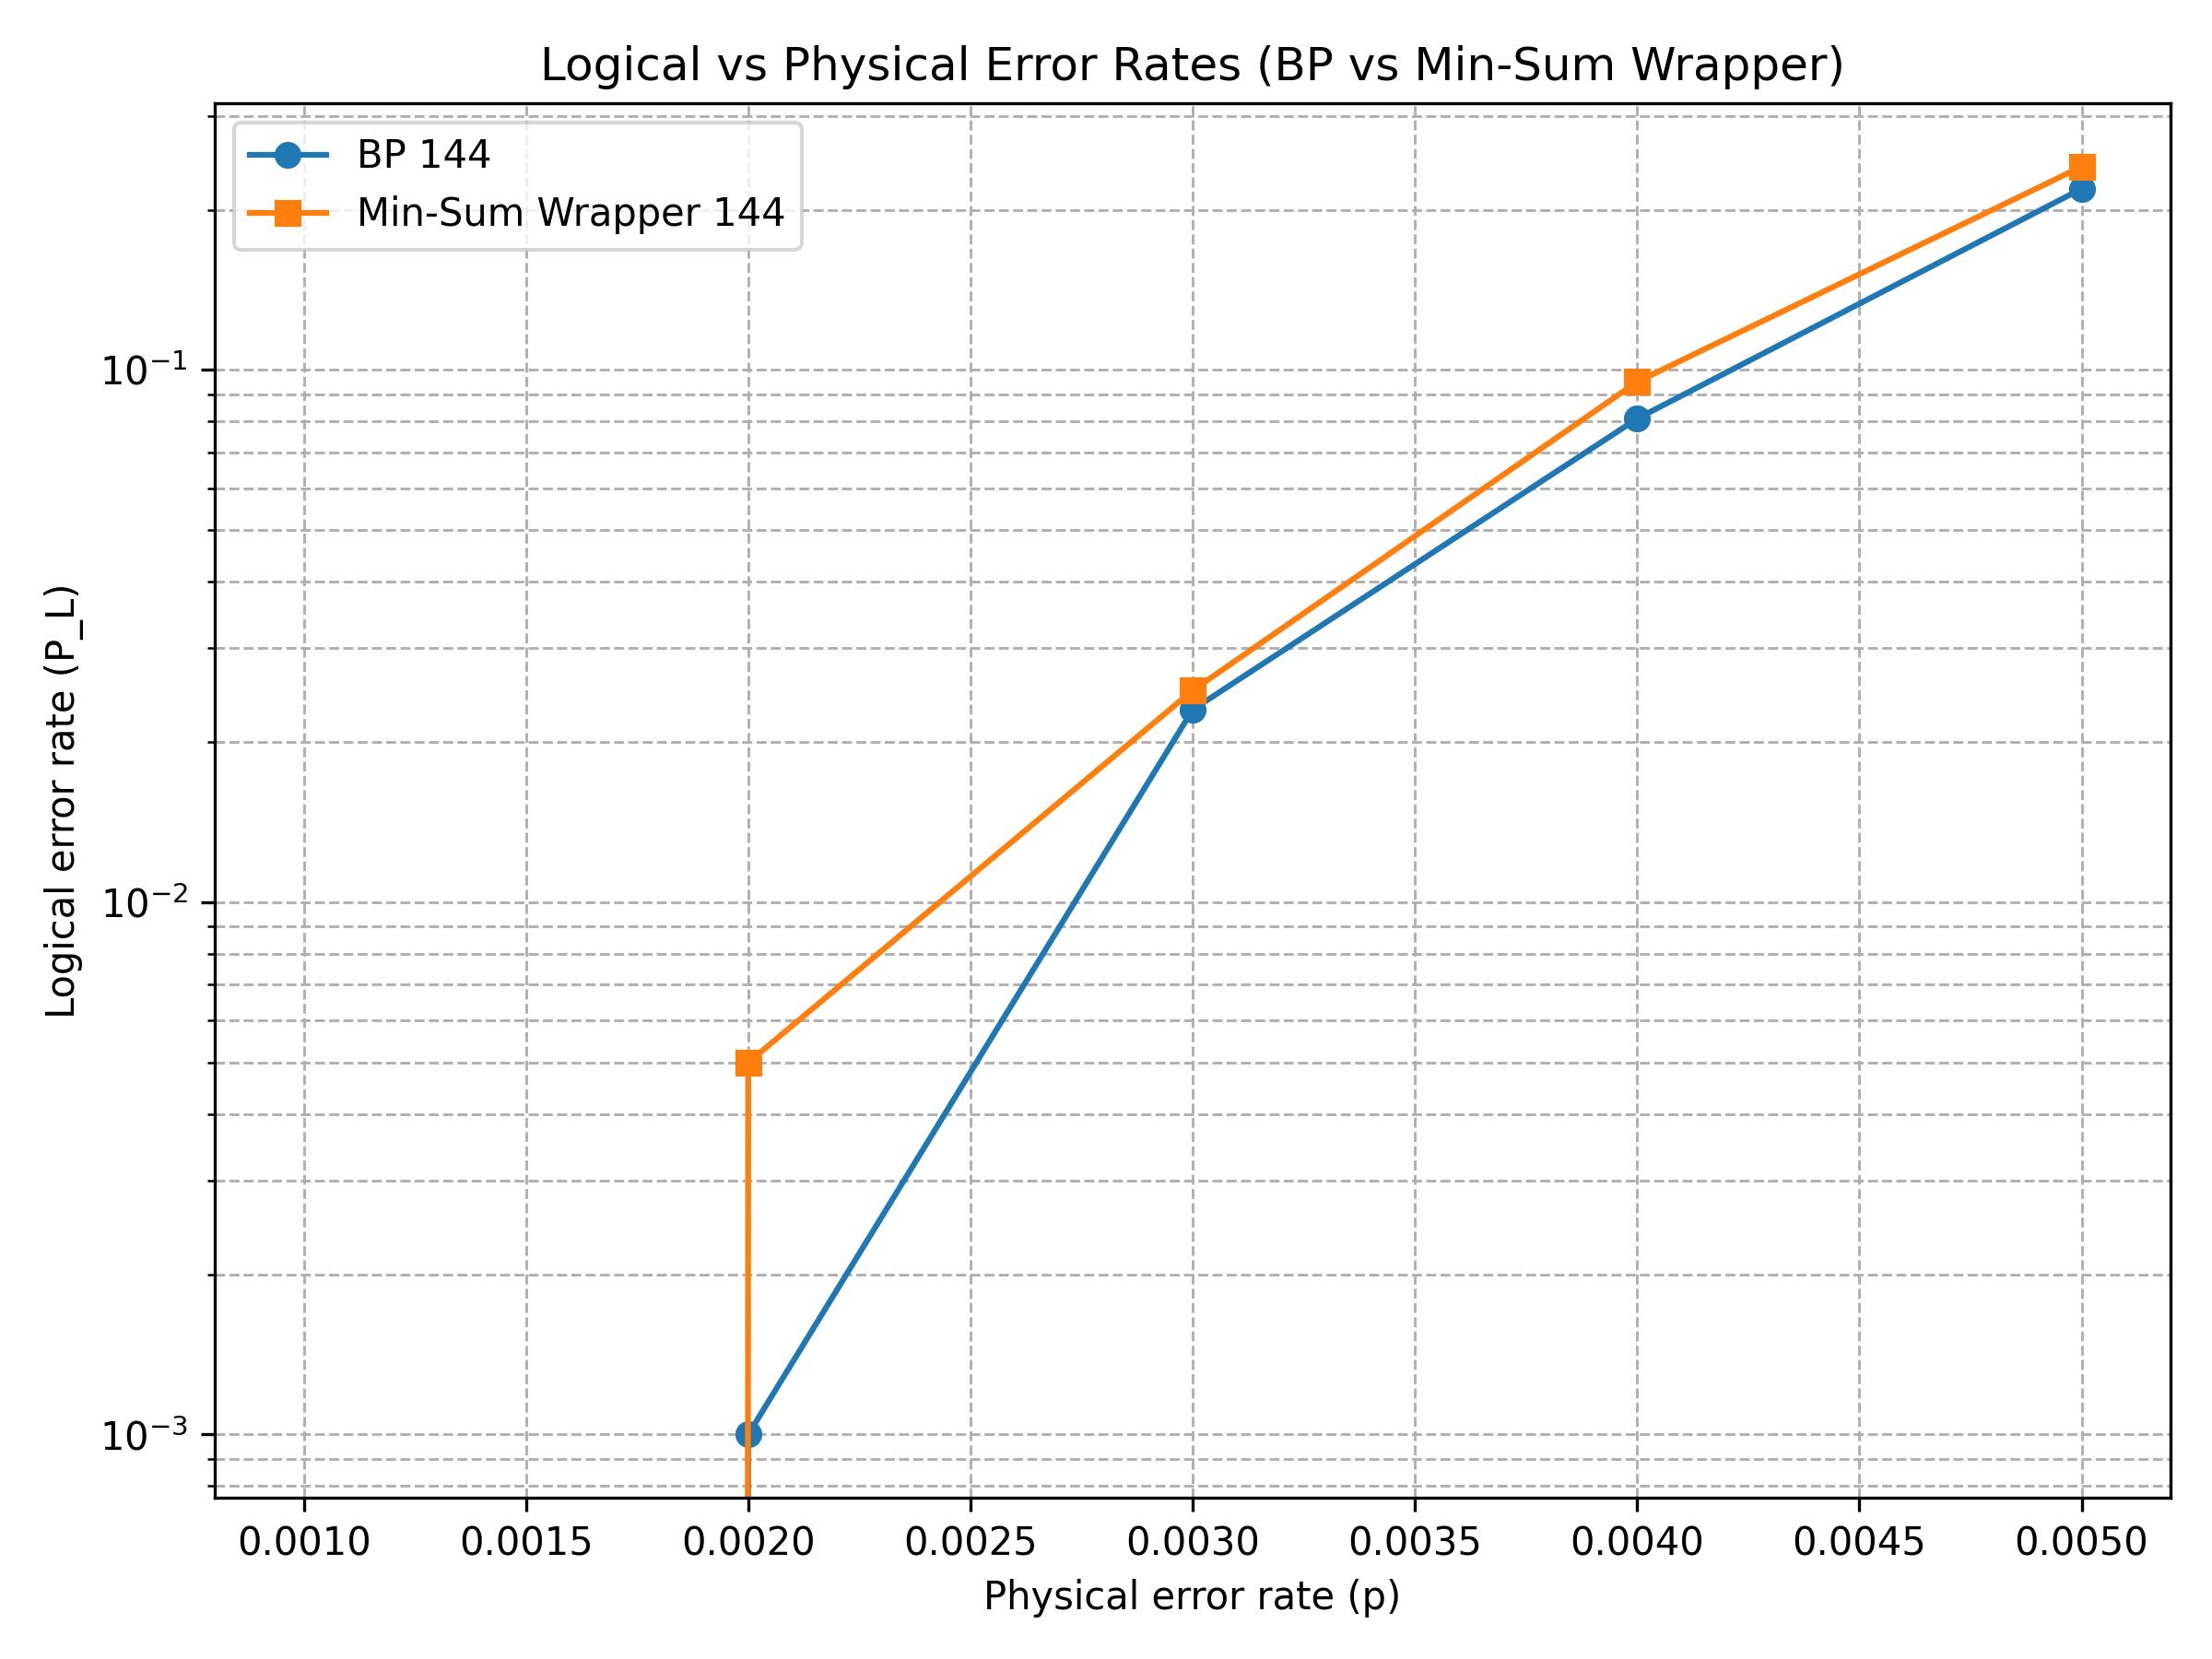 Logical vs Physical Error Rates (BP vs Min-Sum Wrapper)
BP 144
Min-Sum Wrapper 144
Logical error rate (P_L)
10⁻¹
10⁻²
10⁻³
0.0010 0.0015 0.0020 0.0025 0.0030 0.0035 0.0040 0.0045 0.0050
Physical error rate (p)